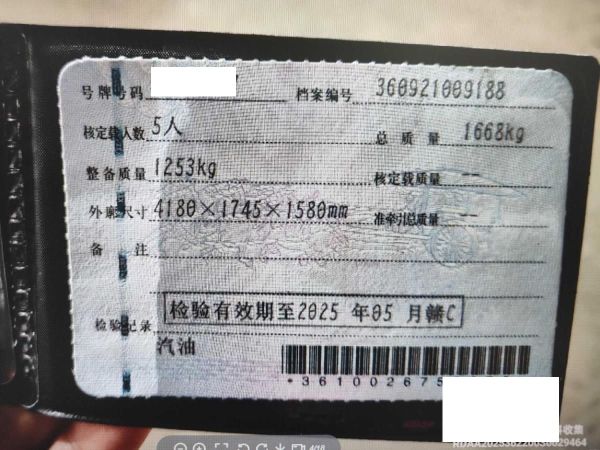 号牌号码
档案编号 360921009188
核定载人数 5人 总质量 1668kg
整备质量 1253kg 核定载质量 --
外廓尺寸 4180×1745×1580mm 准牵引总质量 --
备注
检验记录 检验有效期至2025 年05 月赣C
汽油
*361002675
收集